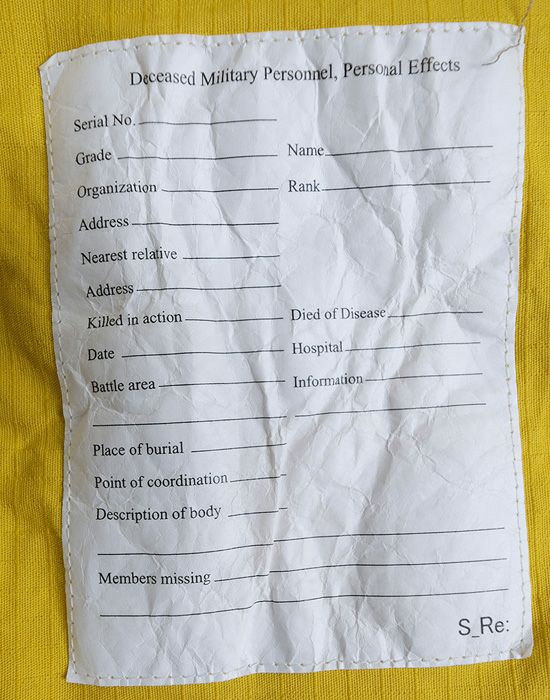 Deceased Military Personnel, Personal Effects
Serial No.
Grade Name
Organization Rank
Address
Nearest relative
Address
Killed in action Died of Disease
Date Hospital
Battle area Information
Place of burial
Point of coordination
Description of body
Members missing
S_Re: